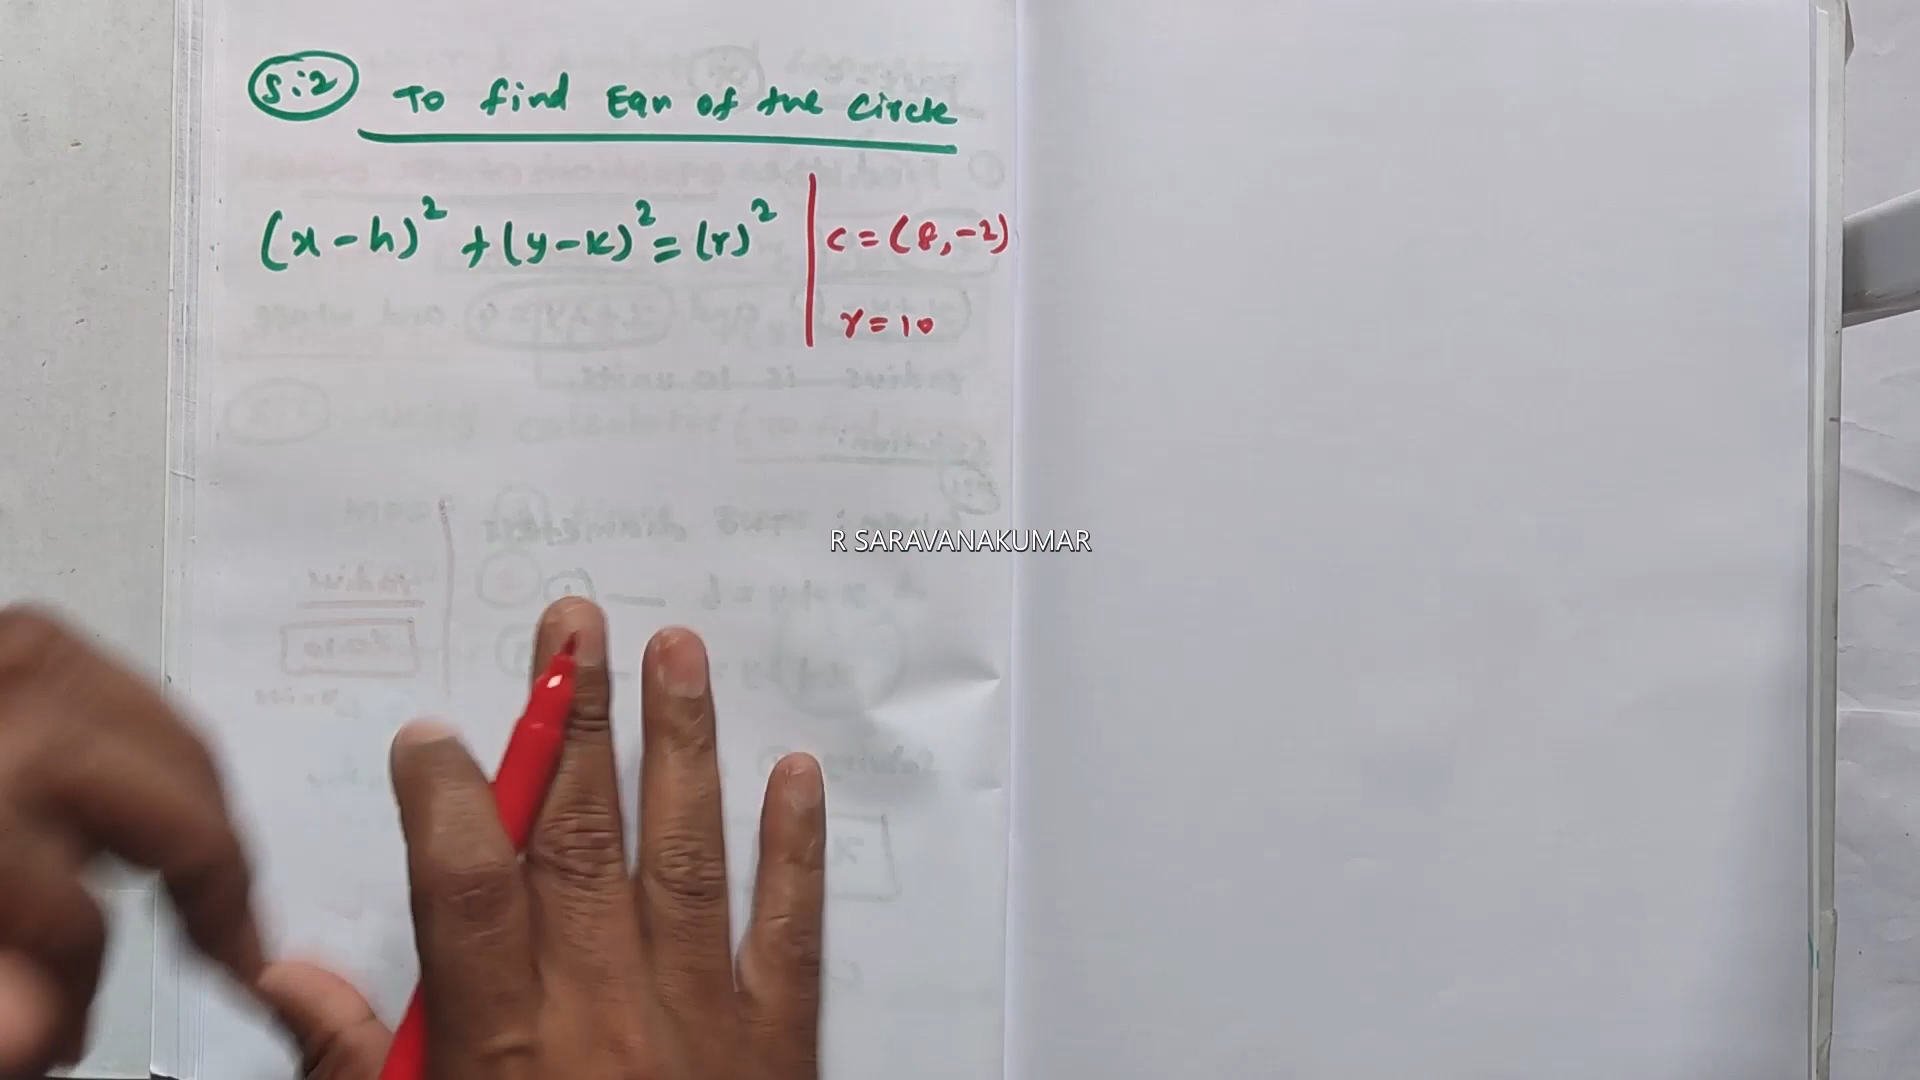 S:2 To find Eqn of the circle
(x-h)² + (y-k)² = (r)²
c = (8, -2)
r = 10
R SARAVANAKUMAR